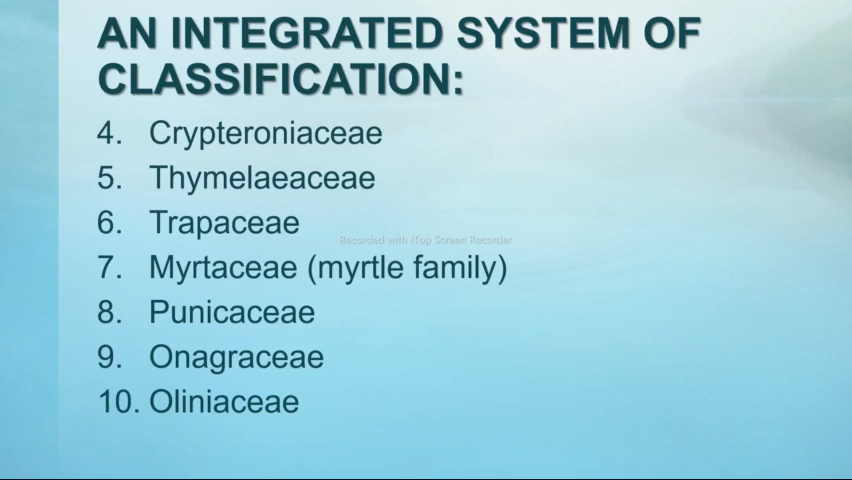 AN INTEGRATED SYSTEM OF
CLASSIFICATION:
4. Crypteroniaceae
5. Thymelaeaceae
6. Trapaceae
Recorded with iTop Screen Recorder
7. Myrtaceae (myrtle family)
8. Punicaceae
9. Onagraceae
10. Oliniaceae